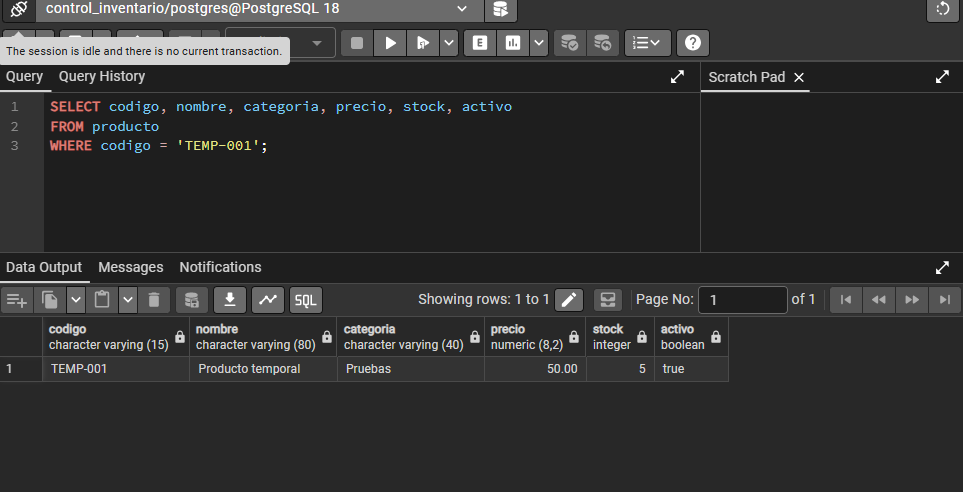 control_inventario/postgres@PostgreSQL 18
The session is idle and there is no current transaction.
Query Query History
Scratch Pad
1 SELECT codigo, nombre, categoria, precio, stock, activo
2 FROM producto
3 WHERE codigo = 'TEMP-001';
Data Output Messages Notifications
SQL Showing rows: 1 to 1 Page No: 1 of 1
codigo nombre categoria precio stock activo
character varying (15) character varying (80) character varying (40) numeric (8,2) integer boolean
1 TEMP-001 Producto temporal Pruebas 50.00 5 true